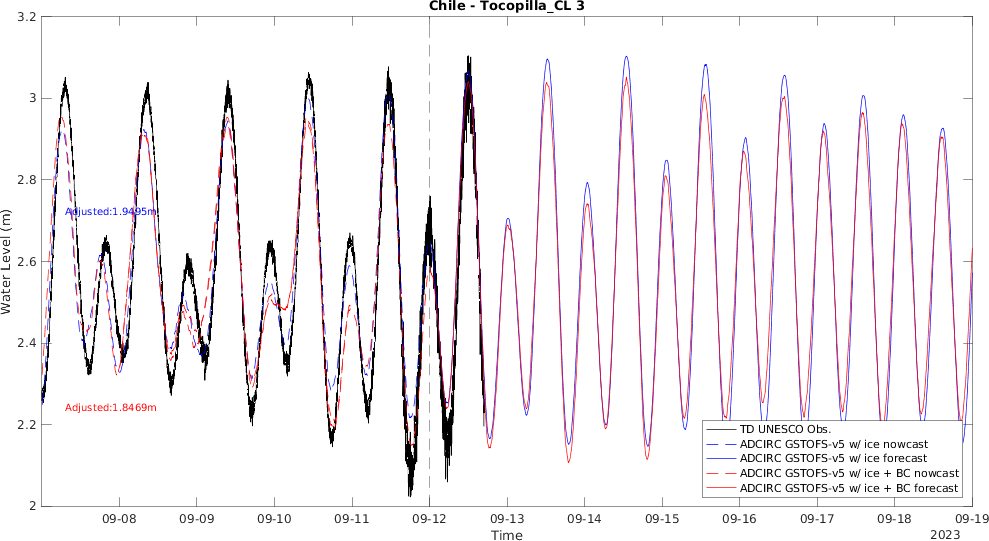 Chile - Tocopilla_CL 3
3.2
3
2.8
2.6
2.4
2.2
2
Water Level (m)
Adjusted:1.9495m
Adjusted:1.8469m
TD UNESCO Obs.
ADCIRC GSTOFS-v5 w/ ice nowcast
ADCIRC GSTOFS-v5 w/ ice forecast
ADCIRC GSTOFS-v5 w/ ice + BC nowcast
ADCIRC GSTOFS-v5 w/ ice + BC forecast
09-08 09-09 09-10 09-11 09-12 09-13 09-14 09-15 09-16 09-17 09-18 09-19
Time
2023